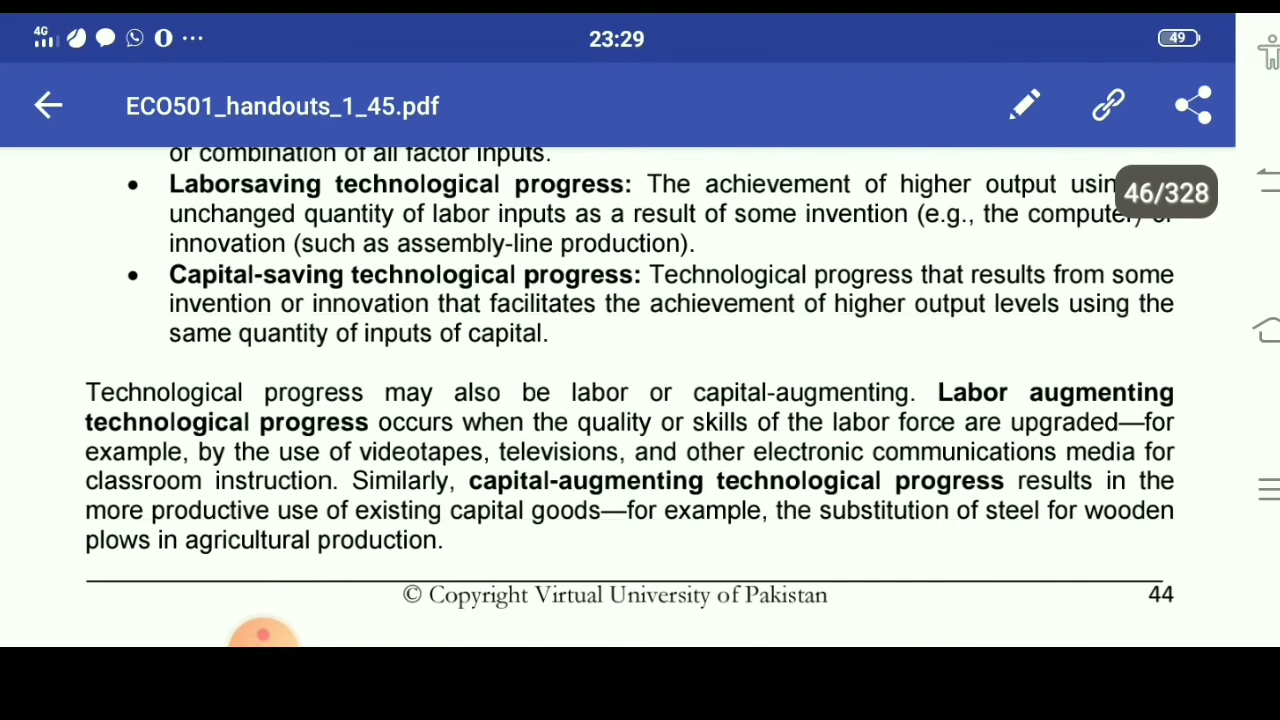 4G
23:29
49
ECO501_handouts_1_45.pdf
or combination of all factor inputs.
• Laborsaving technological progress: The achievement of higher output usin
46/328
unchanged quantity of labor inputs as a result of some invention (e.g., the computer) or
innovation (such as assembly-line production).
• Capital-saving technological progress: Technological progress that results from some
invention or innovation that facilitates the achievement of higher output levels using the
same quantity of inputs of capital.
Technological progress may also be labor or capital-augmenting. Labor augmenting
technological progress occurs when the quality or skills of the labor force are upgraded—for
example, by the use of videotapes, televisions, and other electronic communications media for
classroom instruction. Similarly, capital-augmenting technological progress results in the
more productive use of existing capital goods—for example, the substitution of steel for wooden
plows in agricultural production.
© Copyright Virtual University of Pakistan
44